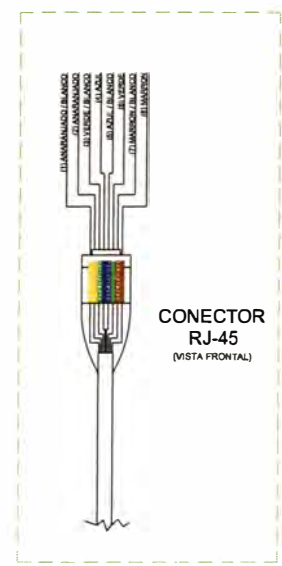 (1) ANARANJADO / BLANCO
(2) ANARANJADO
(3) VERDE / BLANCO
(4) AZUL
(5) AZUL / BLANCO
(6) VERDE
(7) MARRON / BLANCO
(8) MARRON
CONECTOR
RJ-45
(VISTA FRONTAL)